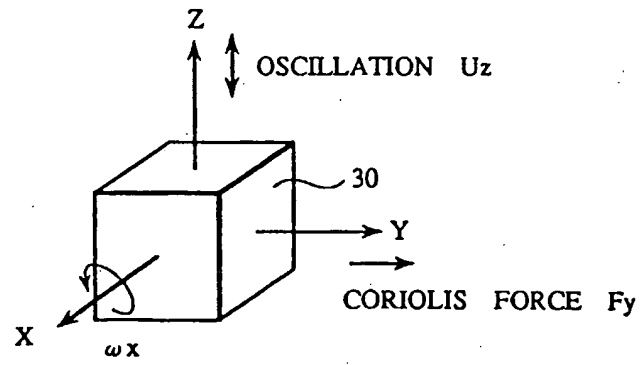 Z
OSCILLATION Uz
30
Y
CORIOLIS FORCE Fy
X
ωx